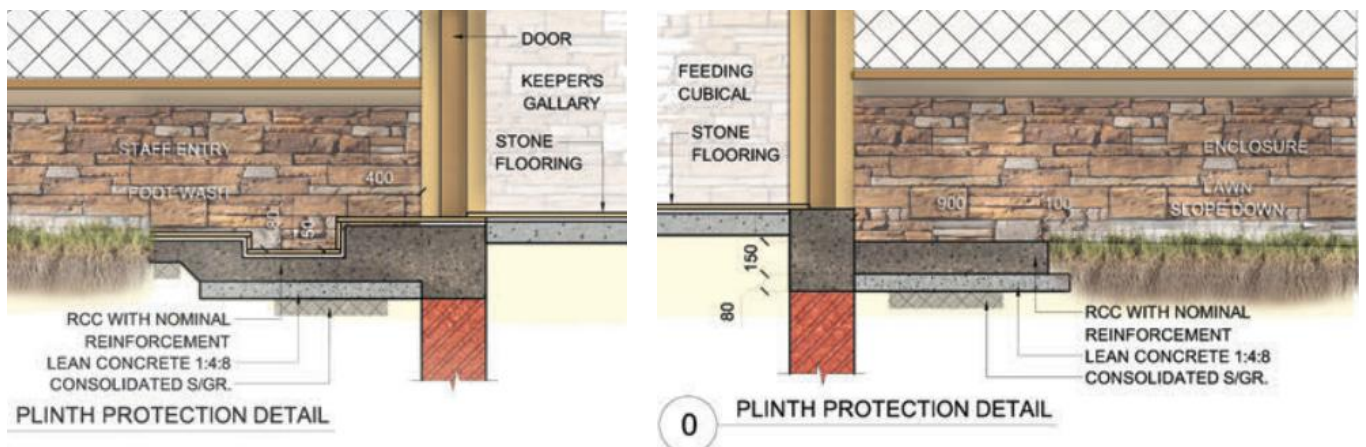 DOOR
KEEPER'S
GALLARY
STONE
FLOORING
STAFF ENTRY
400
FOOT WASH
80
150
RCC WITH NOMINAL
REINFORCEMENT
LEAN CONCRETE 1:4:8
CONSOLIDATED S/GR.
PLINTH PROTECTION DETAIL
FEEDING
CUBICAL
STONE
FLOORING
ENCLOSURE
LAWN
SLOPE DOWN
900
100
150
80
RCC WITH NOMINAL
REINFORCEMENT
LEAN CONCRETE 1:4:8
CONSOLIDATED S/GR.
0
PLINTH PROTECTION DETAIL